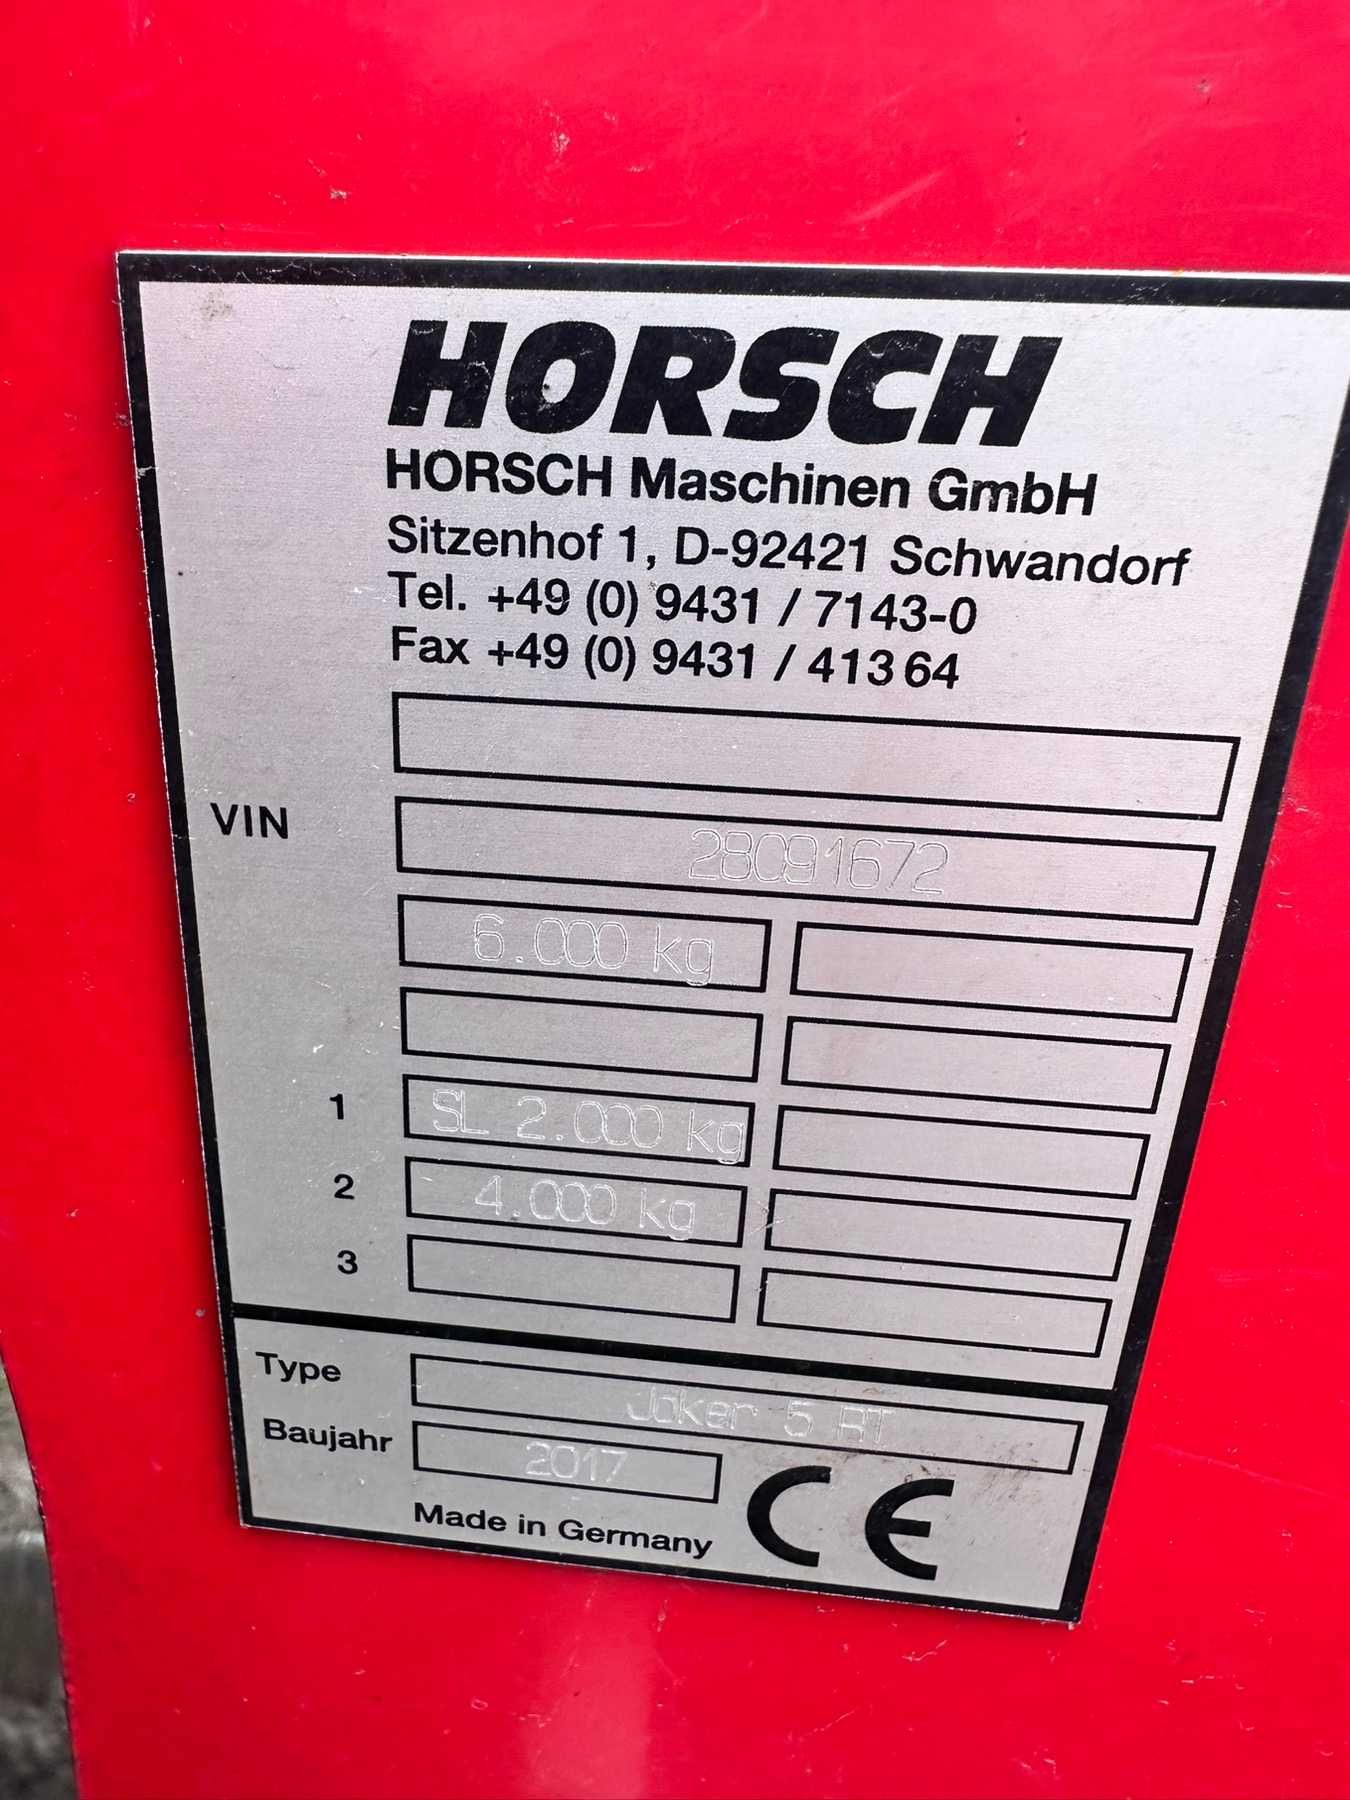 HORSCH
HORSCH Maschinen GmbH
Sitzenhof 1, D-92421 Schwandorf
Tel. +49 (0) 9431 / 7143-0
Fax +49 (0) 9431 / 41364
VIN 28091672
6.000 kg
1 SL 2.000 kg
2 4.000 kg
3
Type Joker 5 RT
Baujahr 2017
Made in Germany CE